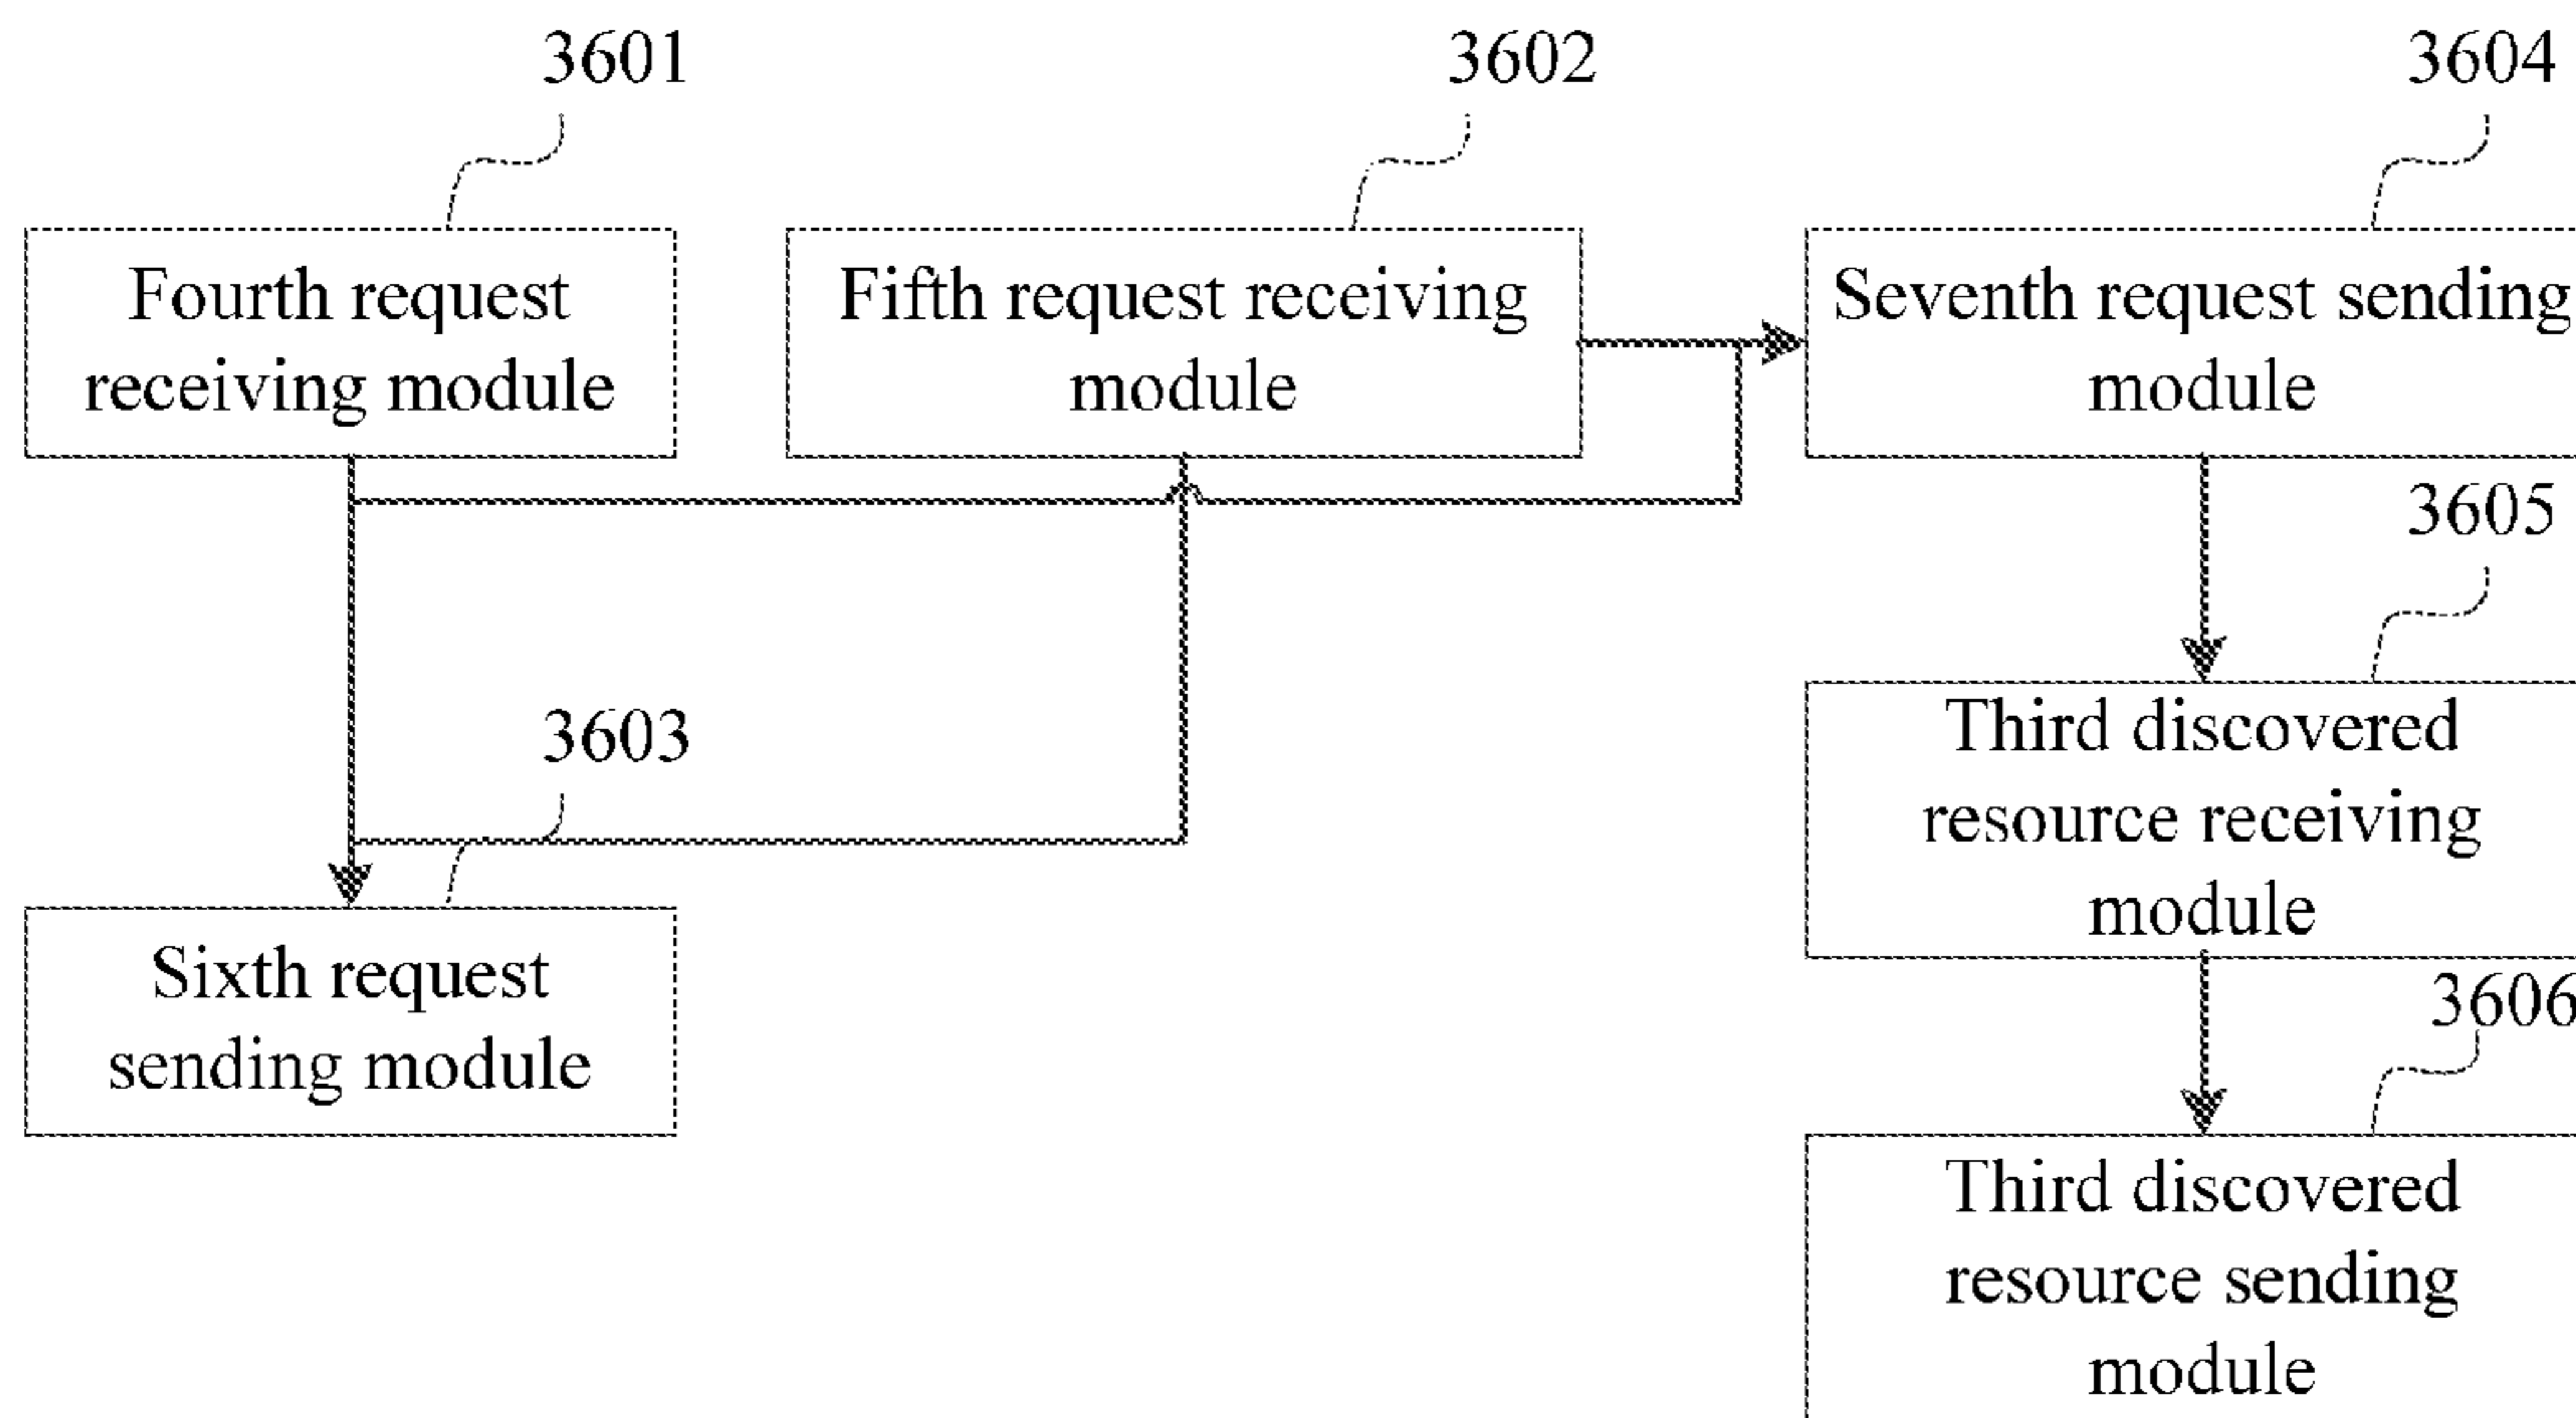 3601
3602
3604
Fourth request
receiving module
Fifth request receiving
module
Seventh request sending
module
3605
3603
Third discovered
resource receiving
module
Sixth request
sending module
3606
Third discovered
resource sending
module